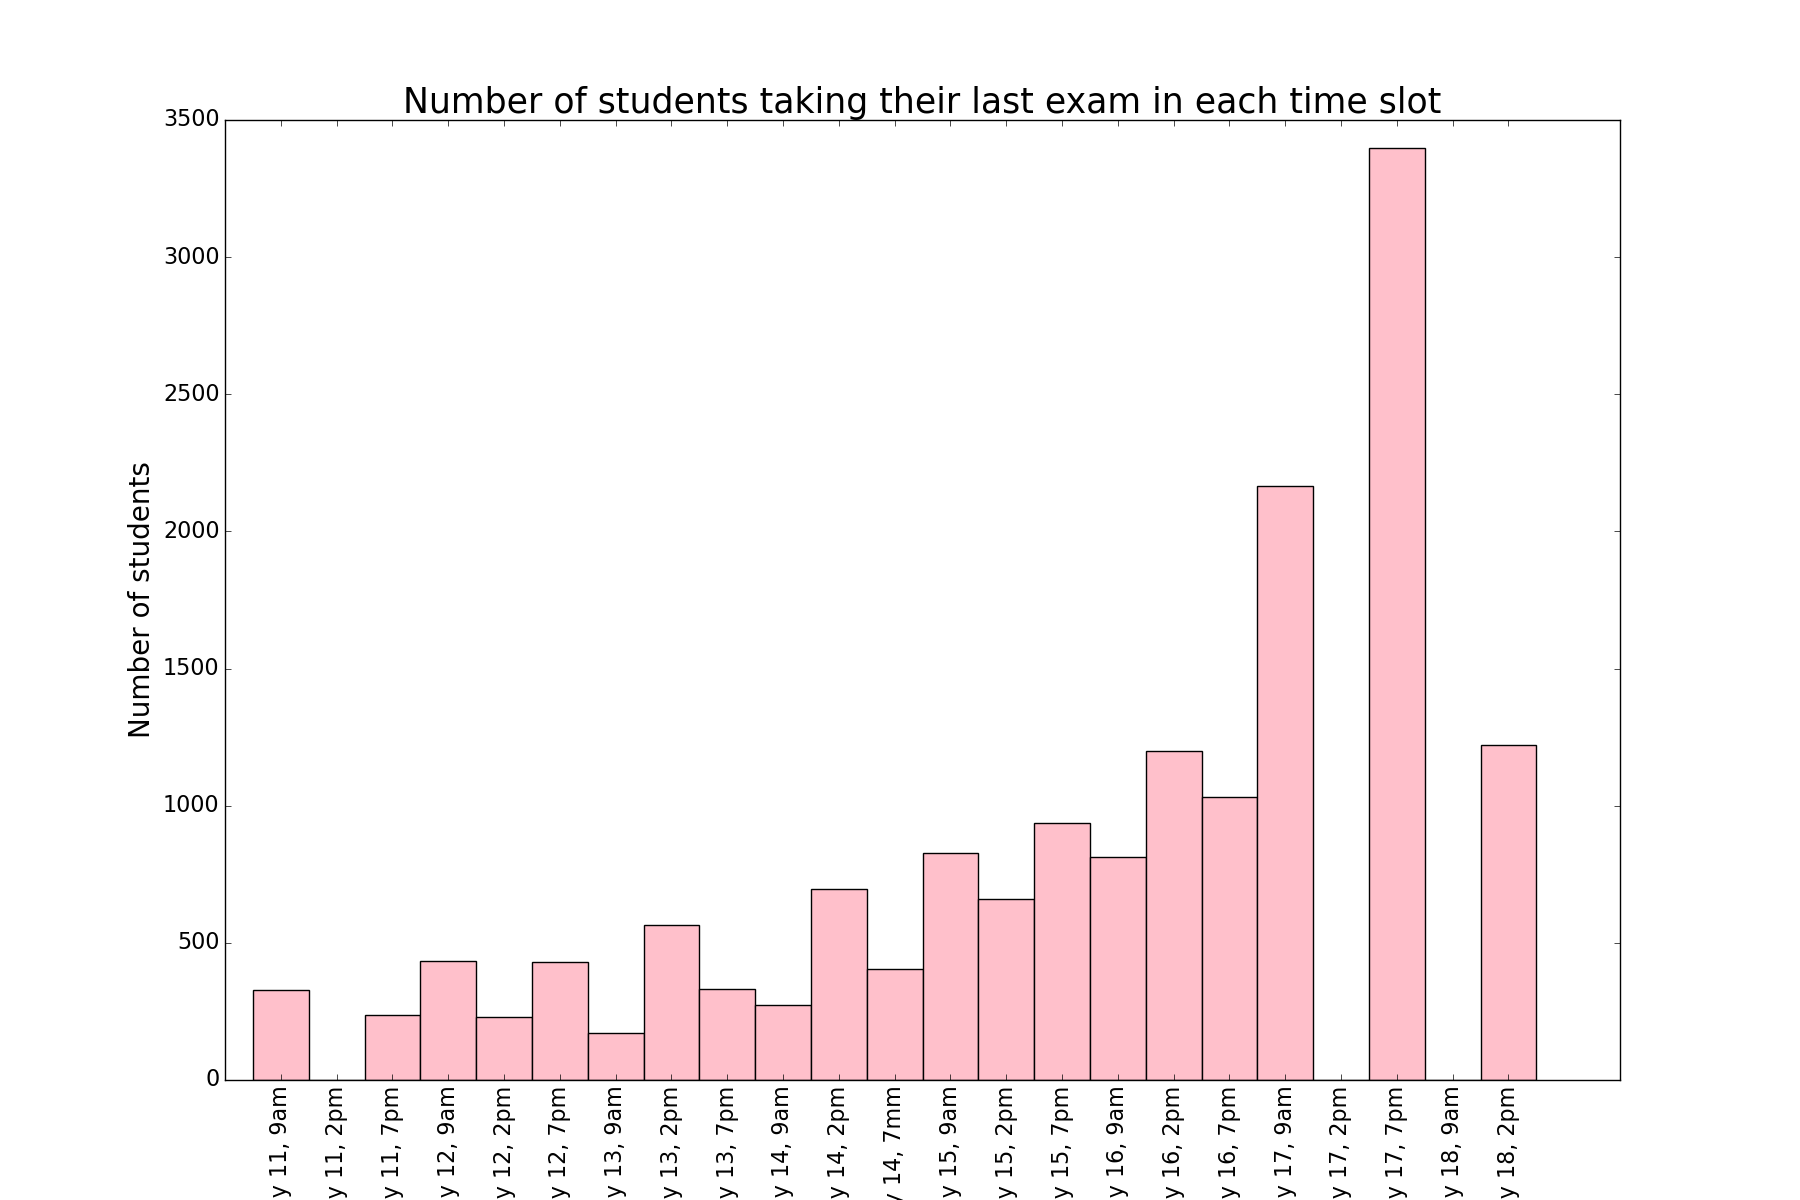 Number of students taking their last exam in each time slot
Number of students
3500
3000
2500
2000
1500
1000
500
0
y 11, 9am
y 11, 2pm
y 11, 7pm
y 12, 9am
y 12, 2pm
y 12, 7pm
y 13, 9am
y 13, 2pm
y 13, 7pm
y 14, 9am
y 14, 2pm
y 14, 7mm
y 15, 9am
y 15, 2pm
y 15, 7pm
y 16, 9am
y 16, 2pm
y 16, 7pm
y 17, 9am
y 17, 2pm
y 17, 7pm
y 18, 9am
y 18, 2pm